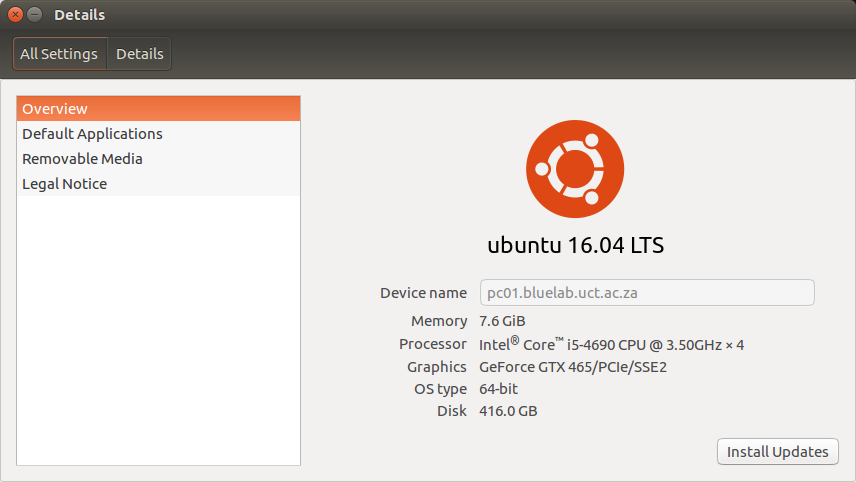 Details
All Settings Details
Overview
Default Applications
Removable Media
Legal Notice
ubuntu 16.04 LTS
Device name pc01.bluelab.uct.ac.za
Memory 7.6 GiB
Processor Intel® Core™ i5-4690 CPU @ 3.50GHz × 4
Graphics GeForce GTX 465/PCIe/SSE2
OS type 64-bit
Disk 416.0 GB
Install Updates